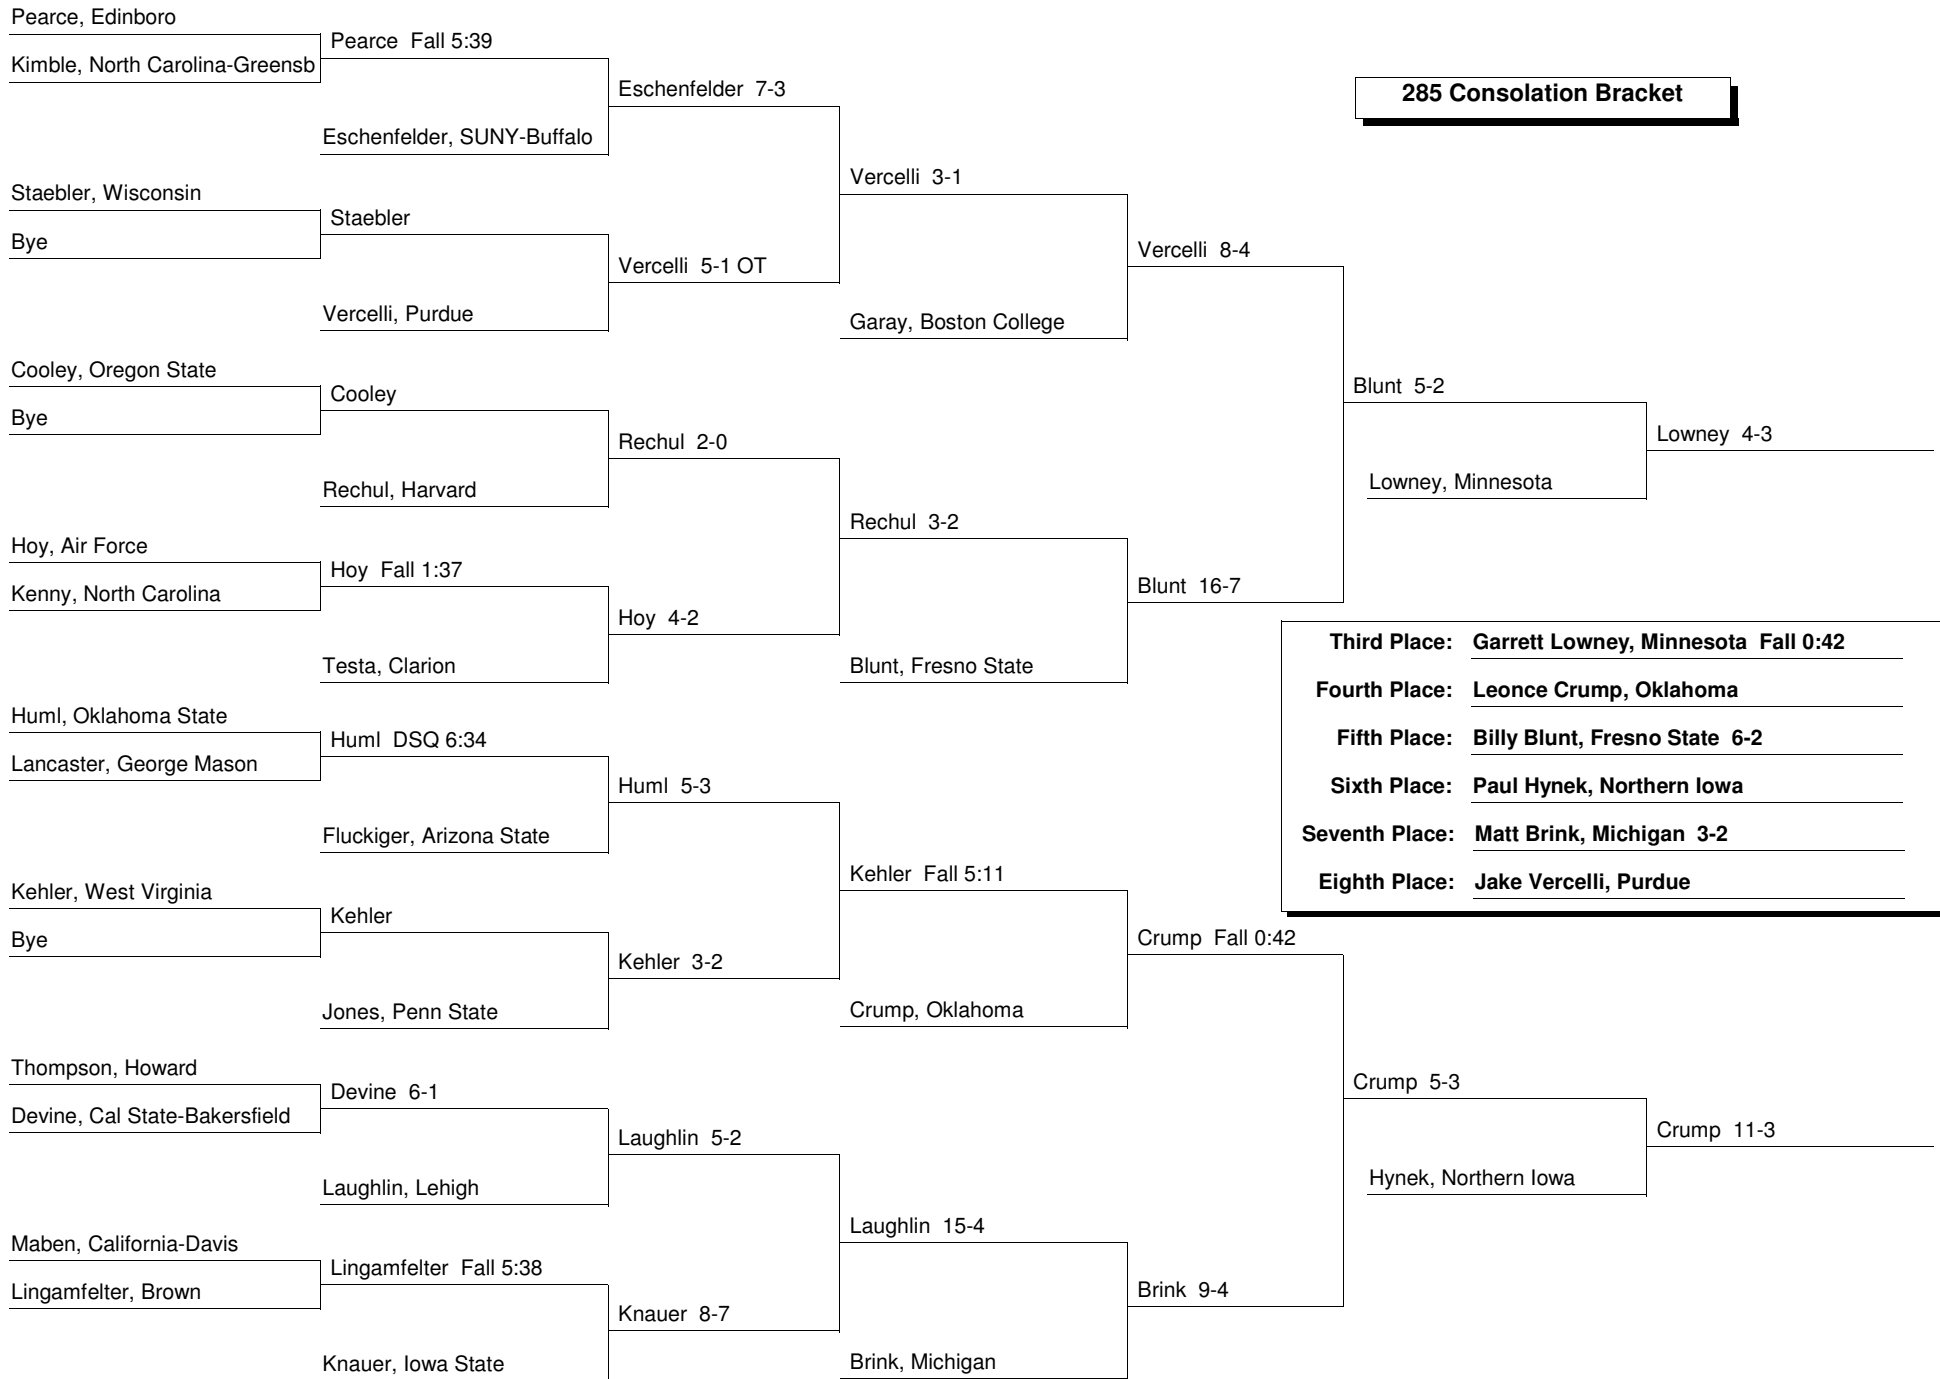 Pearce, Edinboro
Kimble, North Carolina-Greensb
Staebler, Wisconsin
Bye
Cooley, Oregon State
Bye
Hoy, Air Force
Kenny, North Carolina
Huml, Oklahoma State
Lancaster, George Mason
Kehler, West Virginia
Bye
Thompson, Howard
Devine, Cal State-Bakersfield
Maben, California-Davis
Lingamfelter, Brown
Pearce Fall 5:39
Eschenfelder, SUNY-Buffalo
Staebler
Vercelli, Purdue
Cooley
Rechul, Harvard
Hoy Fall 1:37
Testa, Clarion
Huml DSQ 6:34
Fluckiger, Arizona State
Kehler
Jones, Penn State
Devine 6-1
Laughlin, Lehigh
Lingamfelter Fall 5:38
Knauer, Iowa State
Eschenfelder 7-3
Vercelli 5-1 OT
Rechul 2-0
Hoy 4-2
Huml 5-3
Kehler 3-2
Laughlin 5-2
Knauer 8-7
Vercelli 3-1
Garay, Boston College
Rechul 3-2
Blunt, Fresno State
Kehler Fall 5:11
Crump, Oklahoma
Laughlin 15-4
Brink, Michigan
Vercelli 8-4
Blunt 16-7
Crump Fall 0:42
Brink 9-4
Blunt 5-2
Lowney, Minnesota
Crump 5-3
Hynek, Northern Iowa
Lowney 4-3
Crump 11-3
285 Consolation Bracket
Third Place: Garrett Lowney, Minnesota Fall 0:42
Fourth Place: Leonce Crump, Oklahoma
Fifth Place: Billy Blunt, Fresno State 6-2
Sixth Place: Paul Hynek, Northern Iowa
Seventh Place: Matt Brink, Michigan 3-2
Eighth Place: Jake Vercelli, Purdue